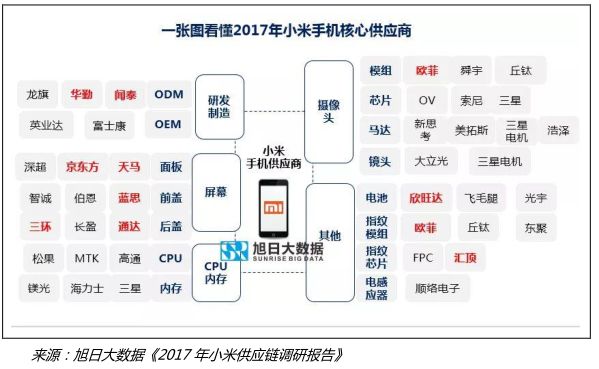 一张图看懂2017年小米手机核心供应商
龙旗 华勤 闻泰 ODM
英业达 富士康 OEM
研发
制造
深超 京东方 天马 面板
智诚 伯恩 蓝思 前盖
三环 长盈 通达 后盖
屏幕
松果 MTK 高通 CPU
镁光 海力士 三星 内存
CPU
内存
小米
手机供应商
旭日大数据
SUNRISE BIG DATA
摄像
头
模组 欧菲 舜宇 丘钛
芯片 OV 索尼 三星
马达 新思考 美拓斯 三星电机 浩泽
镜头 大立光 三星电机
其他
电池 欣旺达 飞毛腿 光宇
指纹模组 欧菲 丘钛 东聚
指纹芯片 FPC 汇顶
电感应器 顺络电子
来源：旭日大数据《2017年小米供应链调研报告》